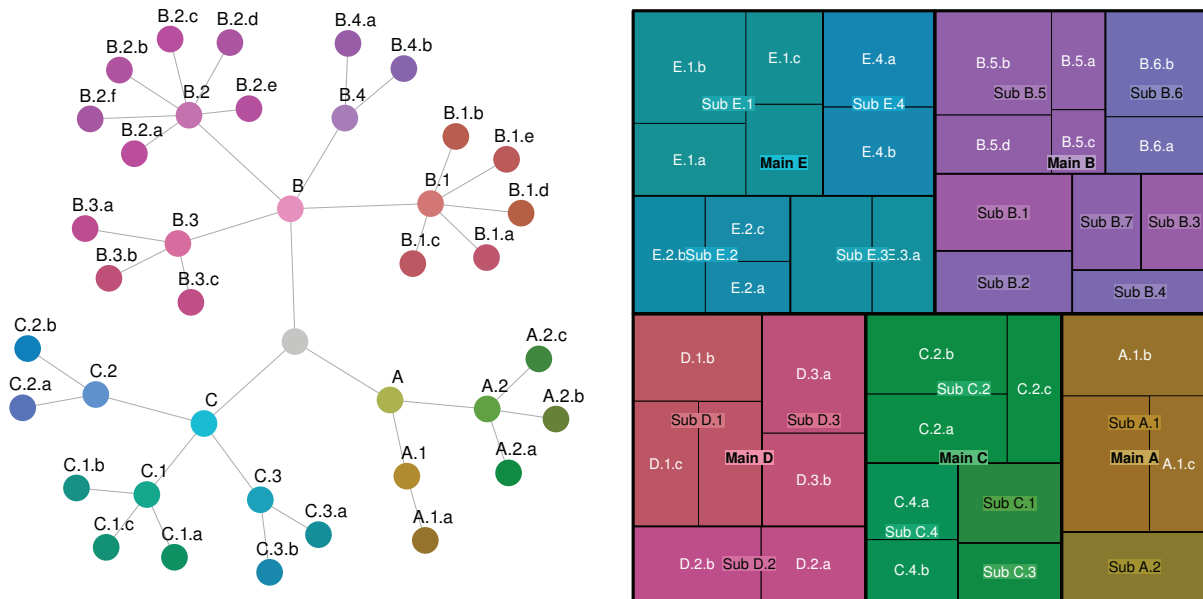 B.2.c
B.2.d
B.2.b
B.2.f
B.2
B.2.e
B.2.a
B.4.a
B.4.b
B.4
B.1.b
B.1.e
B.1.d
B.1
B.1.c
B.1.a
B
B.3.a
B.3
B.3.b
B.3.c
C.2.b
C.2
C.2.a
C
A
A.2.c
A.2
A.2.b
A.2.a
A.1
A.1.a
C.1.b
C.1
C.1.c
C.1.a
C.3
C.3.a
C.3.b
E.1.b
E.1.c
Sub E.1
E.1.a
Main E
E.4.a
Sub E.4
E.4.b
E.2.b
Sub E.2
E.2.c
E.2.a
Sub E.3
E.3.a
B.5.b
B.5.a
Sub B.5
B.5.d
B.5.c
Main B
B.6.b
Sub B.6
B.6.a
Sub B.1
Sub B.7
Sub B.3
Sub B.2
Sub B.4
D.1.b
Sub D.1
D.1.c
Main D
D.3.a
Sub D.3
D.3.b
D.2.b
Sub D.2
D.2.a
C.2.b
Sub C.2
C.2.c
C.2.a
Main C
C.4.a
Sub C.4
C.4.b
Sub C.1
Sub C.3
A.1.b
Sub A.1
Main A
A.1.c
Sub A.2